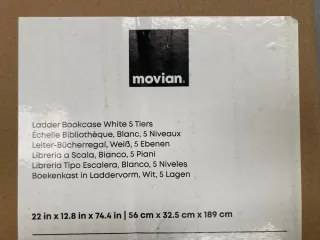 movian.
Ladder Bookcase White 5 Tiers
Échelle Bibliothèque, Blanc, 5 Niveaux
Leiter-Bücherregal, Weiß, 5 Ebenen
Libreria a Scala, Bianco, 5 Piani
Librería Tipo Escalera, Blanco, 5 Niveles
Boekenkast in Laddervorm, Wit, 5 Lagen
22 in x 12.8 in x 74.4 in | 56 cm x 32.5 cm x 189 cm